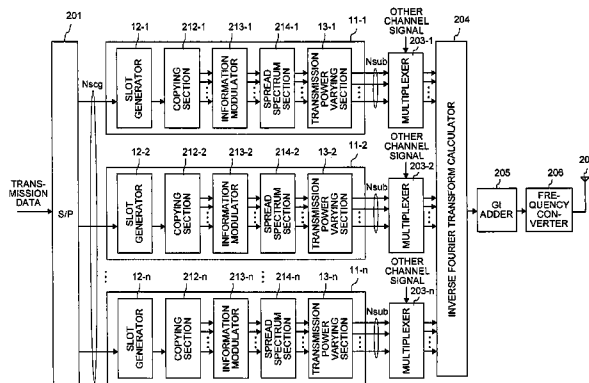 OTHER
CHANNEL
SIGNAL
201
12-1 212-1 213-1 214-1 13-1 11-1
203-1
204
Nscg
SLOT GENERATOR
COPYING SECTION
INFORMATION MODULATOR
SPREAD SPECTRUM SECTION
TRANSMISSION POWER VARYING SECTION
Nsub
MULTIPLEXER
OTHER
CHANNEL
SIGNAL
12-2 212-2 213-2 214-2 13-2 11-2
203-2
TRANS-
MISSION
DATA
S/P
SLOT GENERATOR
COPYING SECTION
INFORMATION MODULATOR
SPREAD SPECTRUM SECTION
TRANSMISSION POWER VARYING SECTION
Nsub
MULTIPLEXER
INVERSE FOURIER TRANSFORM CALCULATOR
205
GI
ADDER
206
FRE-
QUENCY
CON-
VERTER
OTHER
CHANNEL
SIGNAL
12-n 212-n 213-n 214-n 13-n 11-n
203-n
SLOT GENERATOR
COPYING SECTION
INFORMATION MODULATOR
SPREAD SPECTRUM SECTION
TRANSMISSION POWER VARYING SECTION
Nsub
MULTIPLEXER